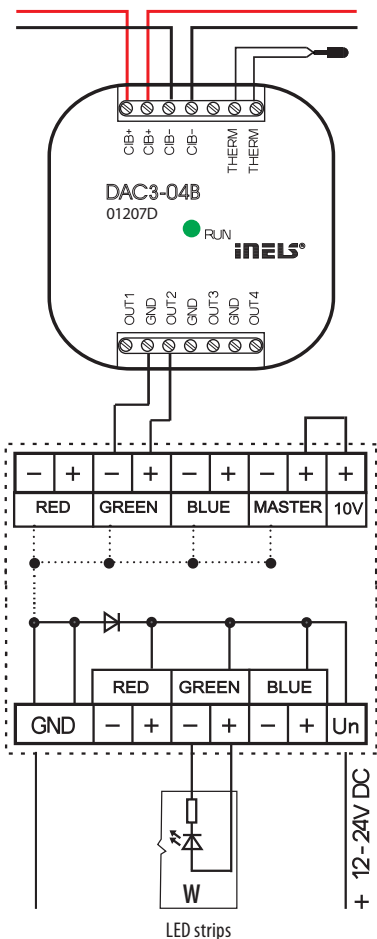 CIB+ CIB+ CIB- CIB- THERM THERM
DAC3-04B
01207D
RUN
iNELS®
OUT1 GND OUT2 GND OUT3 GND OUT4
− + − + − + − + +
RED GREEN BLUE MASTER 10V
RED GREEN BLUE
GND − + − + − + Un
W
+ 12-24V DC
LED strips